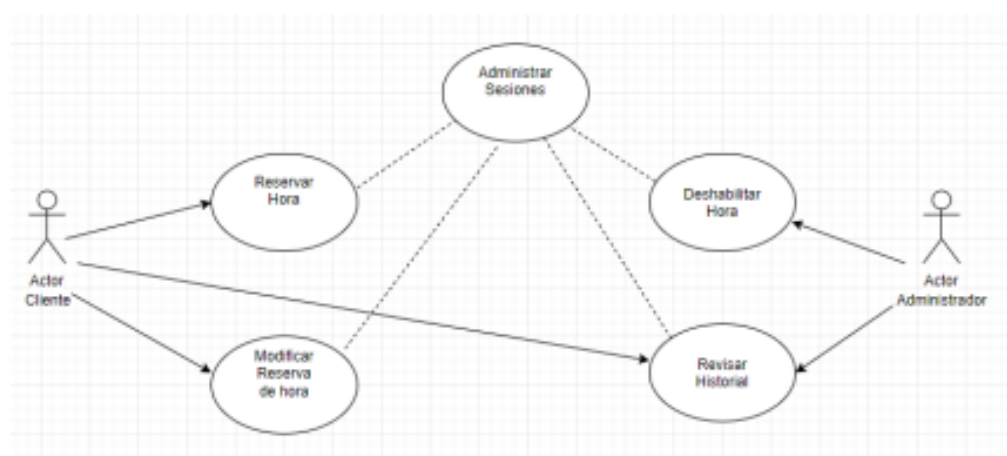 Administrar
Sesiones
Reservar
Hora
Deshabilitar
Hora
Actor
Cliente
Actor
Administrador
Modificar
Reserva
de hora
Revisar
Historial